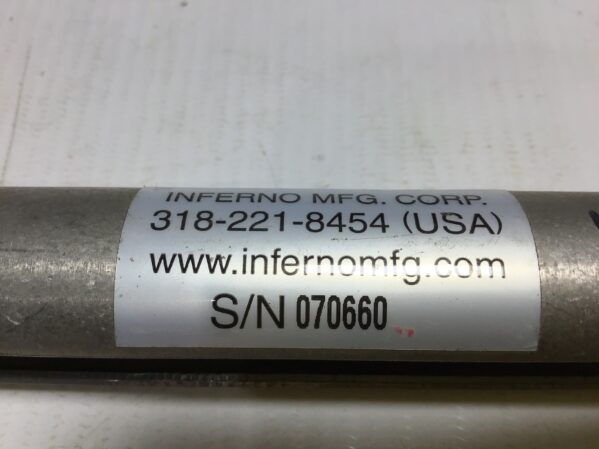 INFERNO MFG. CORP.
318-221-8454 (USA)
www.infernomfg.com
S/N 070660